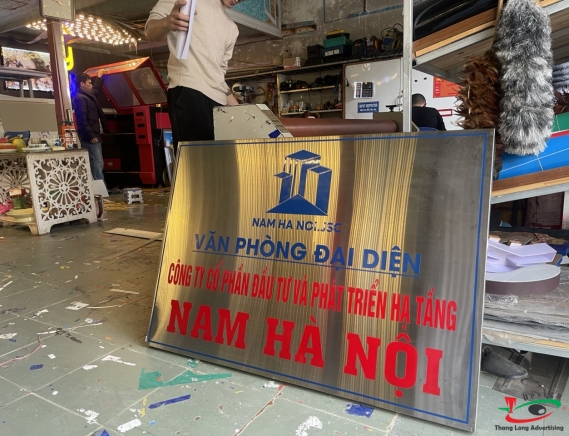 NAM HA NOI.,JSC
VĂN PHÒNG ĐẠI DIỆN
CÔNG TY CỔ PHẦN ĐẦU TƯ VÀ PHÁT TRIỂN HẠ TẦNG
NAM HÀ NỘI
Thang Long Advertising